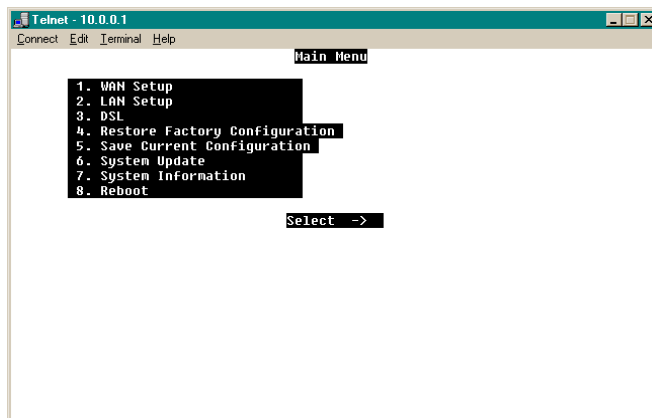 Telnet - 10.0.0.1
Connect Edit Terminal Help
Main Menu
1. WAN Setup
2. LAN Setup
3. DSL
4. Restore Factory Configuration
5. Save Current Configuration
6. System Update
7. System Information
8. Reboot
Select ->